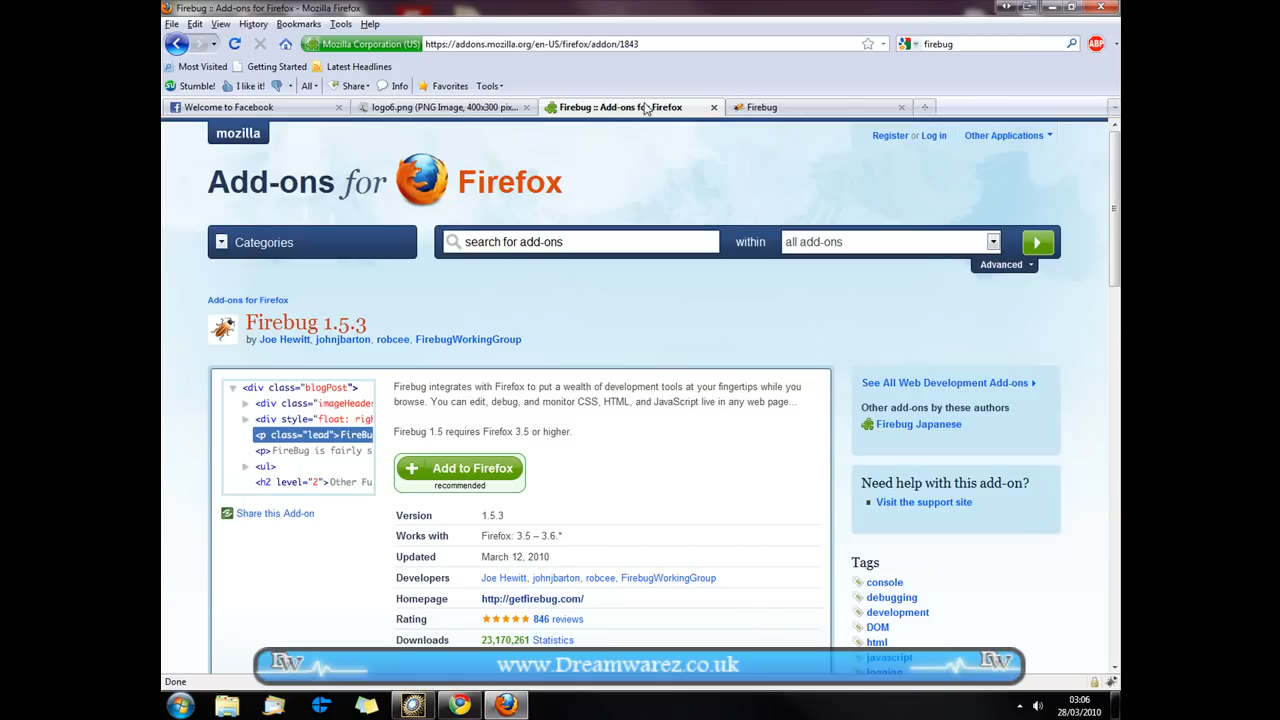 Firebug :: Add-ons for Firefox - Mozilla Firefox
File Edit View History Bookmarks Tools Help
Mozilla Corporation (US) https://addons.mozilla.org/en-US/firefox/addon/1843 firebug ABP
Most Visited Getting Started Latest Headlines
Stumble! I like it! All Share Info Favorites Tools
Welcome to Facebook logo6.png (PNG Image, 400x300 pix... Firebug :: Add-ons for Firefox Firebug
mozilla
Register or Log in Other Applications
Add-ons for Firefox
Categories search for add-ons within all add-ons
Advanced
Add-ons for Firefox
Firebug 1.5.3
by Joe Hewitt, johnjbarton, robcee, FirebugWorkingGroup
<div class="blogPost">
<div class="imageHeader
<div style="float: rig
<p class="lead">FireBu
<p>FireBug is fairly s
<ul>
<h2 level="2">Other Fu
Share this Add-on
Firebug integrates with Firefox to put a wealth of development tools at your fingertips while you
browse. You can edit, debug, and monitor CSS, HTML, and JavaScript live in any web page...
Firebug 1.5 requires Firefox 3.5 or higher.
Add to Firefox
recommended
Version 1.5.3
Works with Firefox: 3.5 – 3.6.*
Updated March 12, 2010
Developers Joe Hewitt, johnjbarton, robcee, FirebugWorkingGroup
Homepage http://getfirebug.com/
Rating 846 reviews
Downloads 23,170,261 Statistics
See All Web Development Add-ons
Other add-ons by these authors
Firebug Japanese
Need help with this add-on?
Visit the support site
Tags
console
debugging
development
DOM
html
javascript
logging
DW www.Dreamwarez.co.uk DW
Done
03:06
28/03/2010